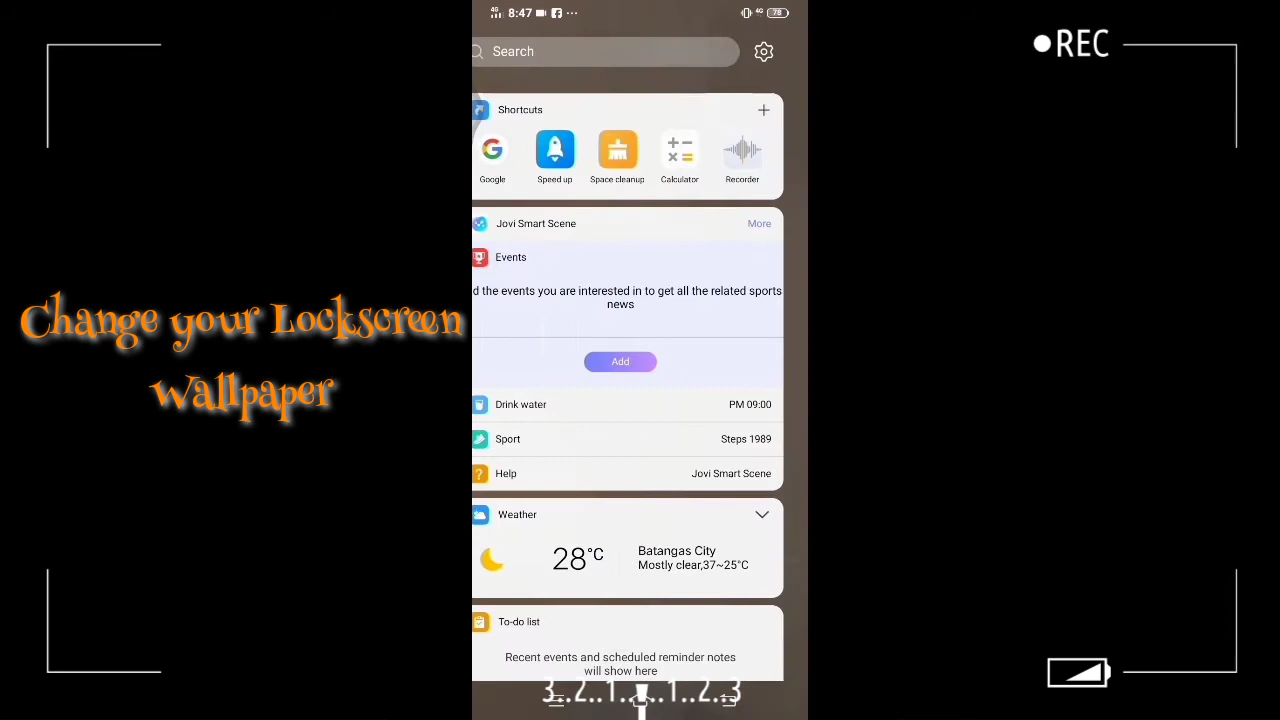 4G 8:47 ...
4G 78
REC
Search
Shortcuts
Google
Speed up
Space cleanup
Calculator
Recorder
Jovi Smart Scene
More
Events
d the events you are interested in to get all the related sports
news
Add
Drink water
PM 09:00
Sport
Steps 1989
Help
Jovi Smart Scene
Weather
28°C
Batangas City
Mostly clear,37~25°C
To-do list
Recent events and scheduled reminder notes
will show here
Change your Lockscreen
Wallpaper
3..2..1.. ..1..2..3